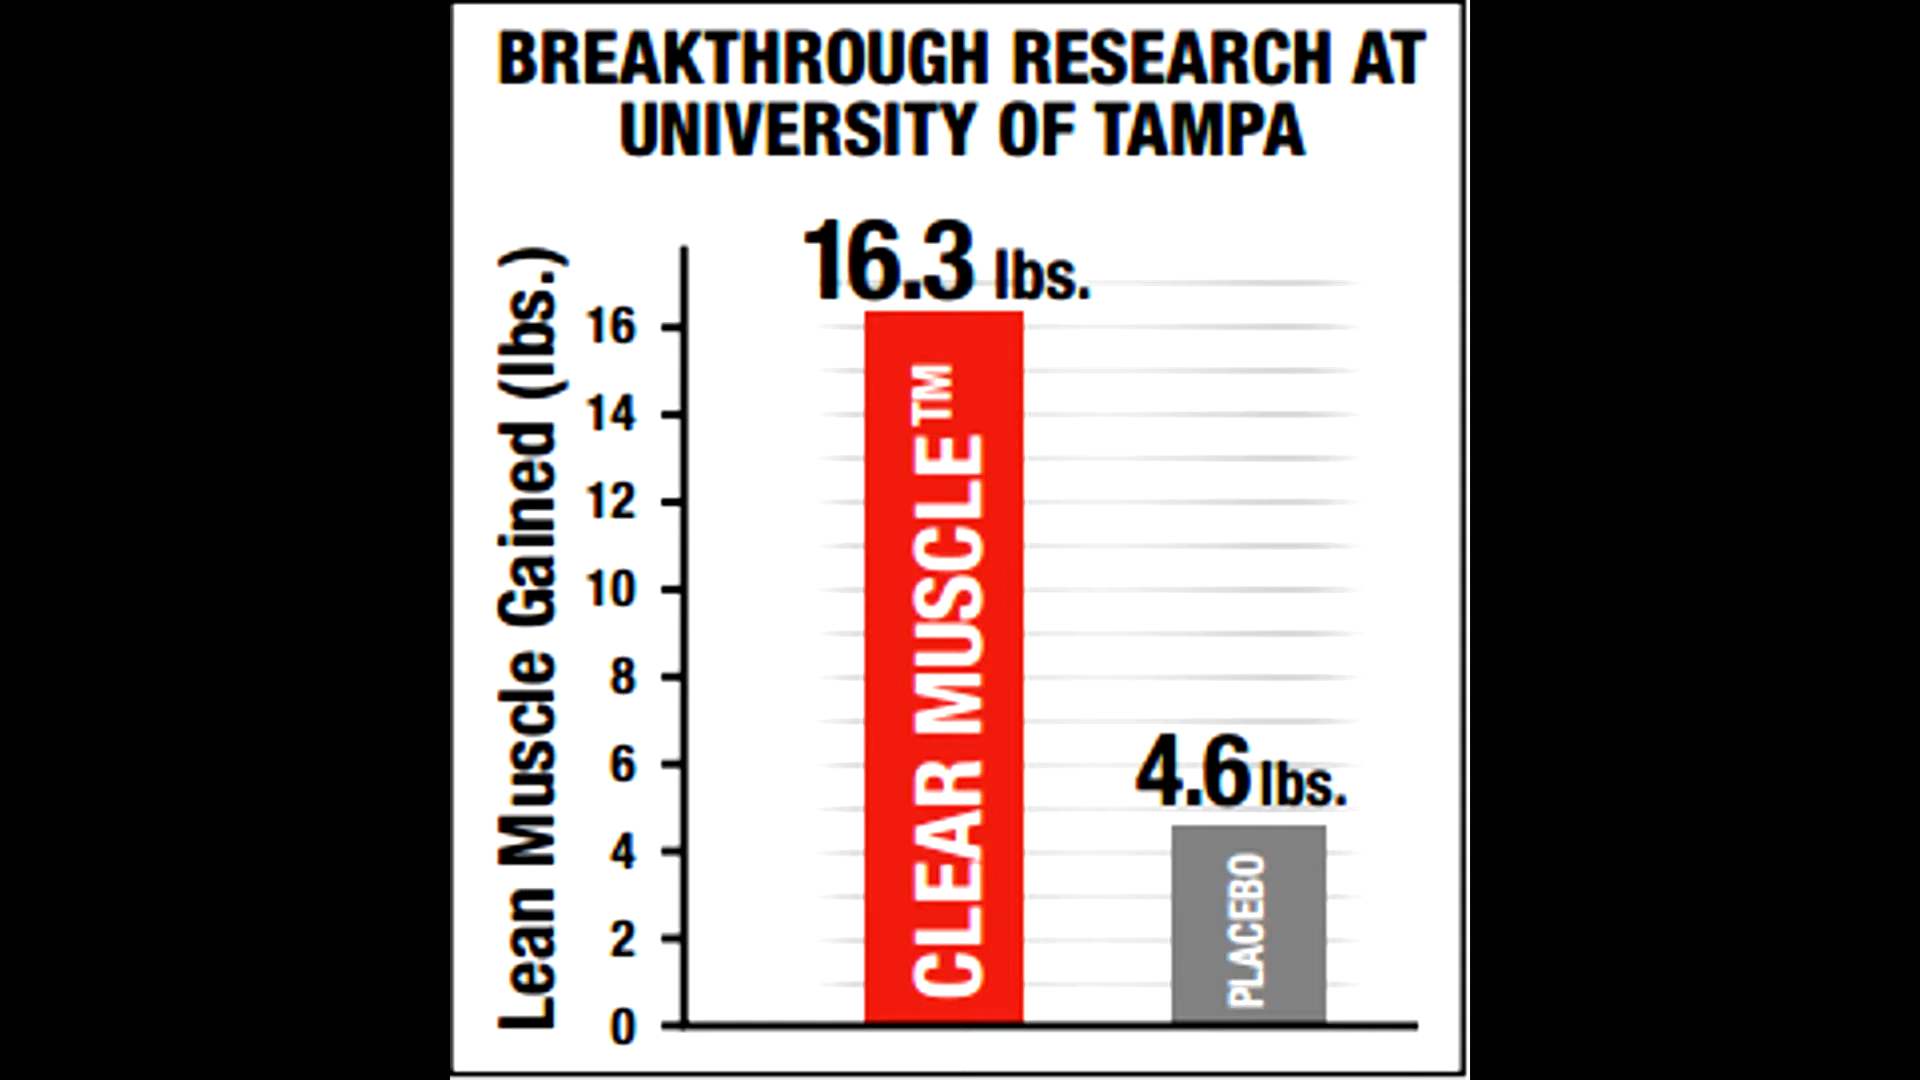 BREAKTHROUGH RESEARCH AT
UNIVERSITY OF TAMPA
Lean Muscle Gained (lbs.)
16
14
12
10
8
6
4
2
0
16.3 lbs.
CLEAR MUSCLE™
4.6 lbs.
PLACEBO